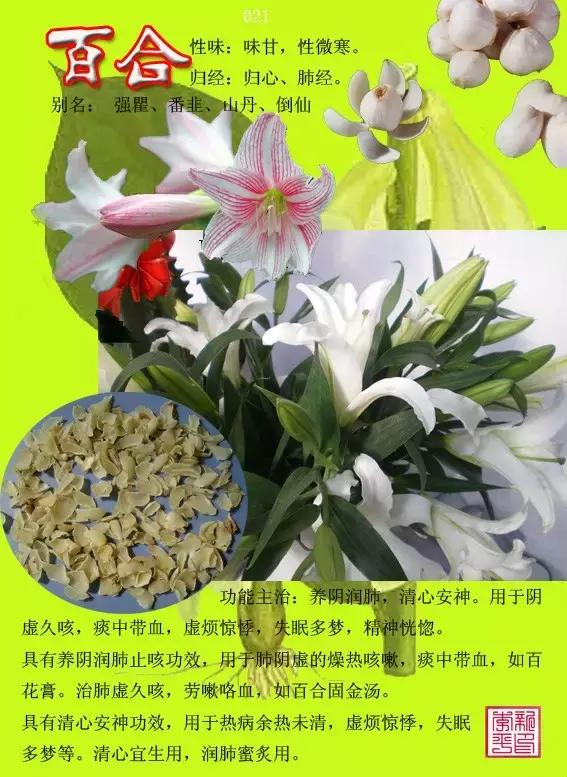 021
百合
性味：味甘，性微寒。
归经：归心、肺经。
别名： 强瞿、番韭、山丹、倒仙
功能主治：养阴润肺，清心安神。用于阴
虚久咳，痰中带血，虚烦惊悸，失眠多梦，精神恍惚。
具有养阴润肺止咳功效，用于肺阴虚的燥热咳嗽，痰中带血，如百
花膏。治肺虚久咳，劳嗽咯血，如百合固金汤。
具有清心安神功效，用于热病余热未清，虚烦惊悸，失眠
多梦等。清心宜生用，润肺蜜炙用。